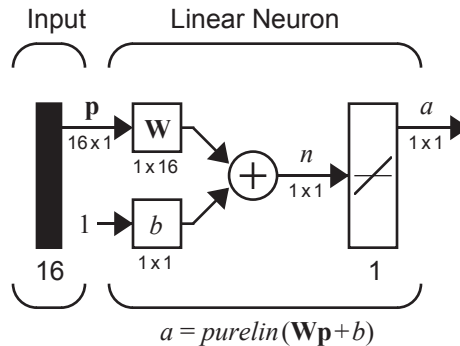 Input Linear Neuron
p a
16 x 1 W n 1 x 1
1 x 16 1 x 1
1 b
1 x 1
16 1
a = purelin(Wp+b)